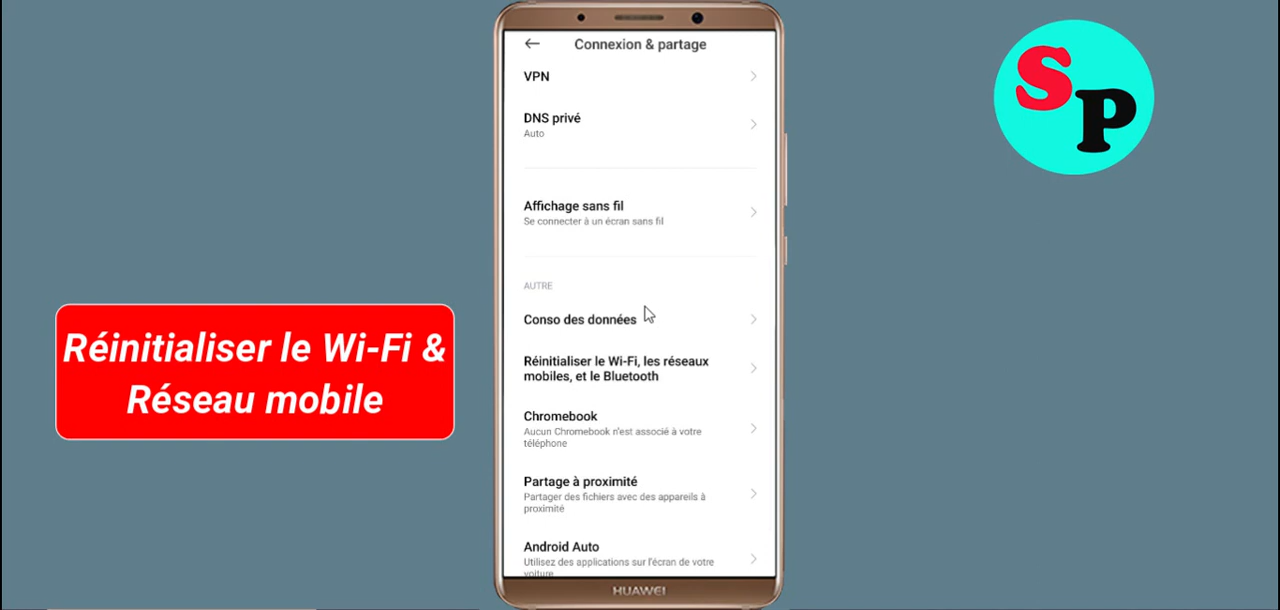 Connexion & partage
VPN
DNS privé
Auto
Affichage sans fil
Se connecter à un écran sans fil
AUTRE
Conso des données
Réinitialiser le Wi-Fi, les réseaux
mobiles, et le Bluetooth
Chromebook
Aucun Chromebook n'est associé à votre
téléphone
Partage à proximité
Partager des fichiers avec des appareils à
proximité
Android Auto
Utilisez des applications sur l'écran de votre
voiture
HUAWEI
Réinitialiser le Wi-Fi &
Réseau mobile
S
P